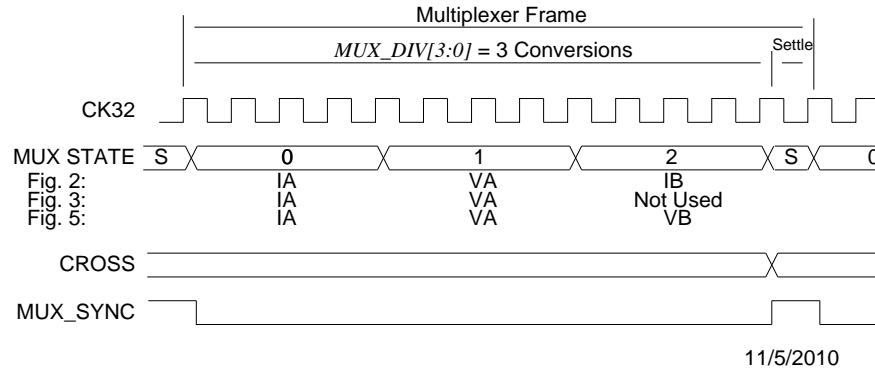 Multiplexer Frame
MUX_DIV[3:0] = 3 Conversions
Settle
CK32
MUX STATE S 0 1 2 S 0
Fig. 2: IA VA IB
Fig. 3: IA VA Not Used
Fig. 5: IA VA VB
CROSS
MUX_SYNC
11/5/2010